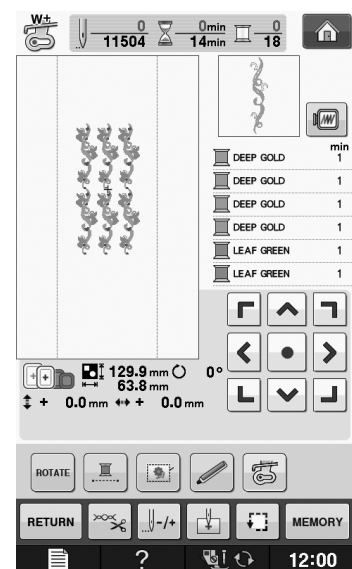 W+
0 0min 0
11504 14min 18
min
DEEP GOLD 1
DEEP GOLD 1
DEEP GOLD 1
DEEP GOLD 1
LEAF GREEN 1
LEAF GREEN 1
129.9 mm 0°
63.8 mm
+ 0.0 mm + 0.0 mm
ROTATE
RETURN -/+ MEMORY
? 12:00